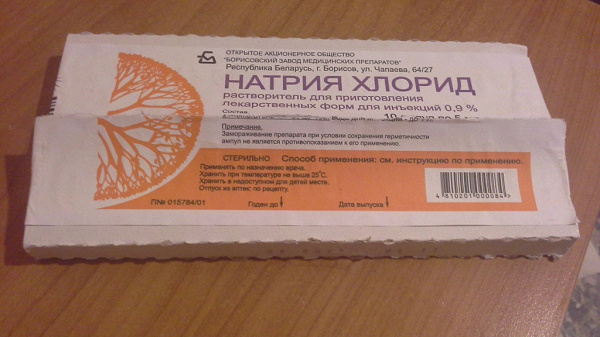 ОТКРЫТОЕ АКЦИОНЕРНОЕ ОБЩЕСТВО
"БОРИСОВСКИЙ ЗАВОД МЕДИЦИНСКИХ ПРЕПАРАТОВ"
Республика Беларусь, г. Борисов, ул. Чапаева, 64/27
НАТРИЯ ХЛОРИД
растворитель для приготовления
лекарственных форм для инъекций 0,9 %
Состав:
Примечание.
Замораживание препарата при условии сохранения герметичности
ампул не является противопоказанием к его применению.
СТЕРИЛЬНО Способ применения: см. инструкцию по применению.
Применять по назначению врача.
Хранить при температуре не выше 25°С.
Хранить в недоступном для детей месте.
Отпуск из аптек: по рецепту.
П№ 015784/01 Годен до Дата выпуска
4 810201 000084 >